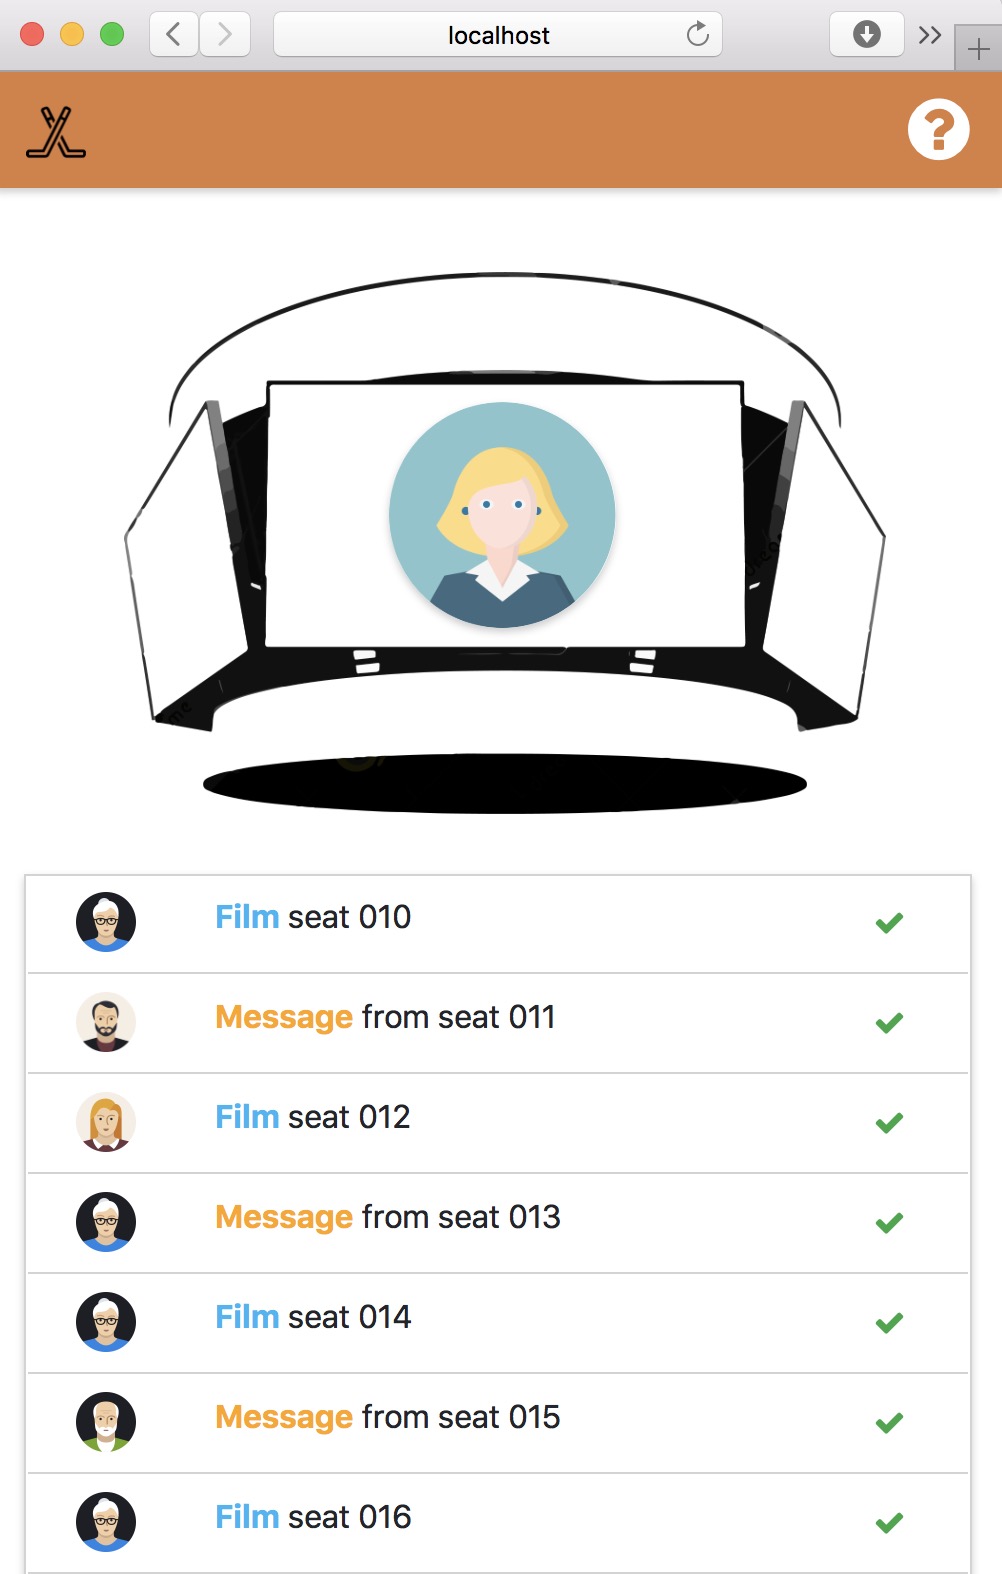 localhost
Film seat 010
Message from seat 011
Film seat 012
Message from seat 013
Film seat 014
Message from seat 015
Film seat 016